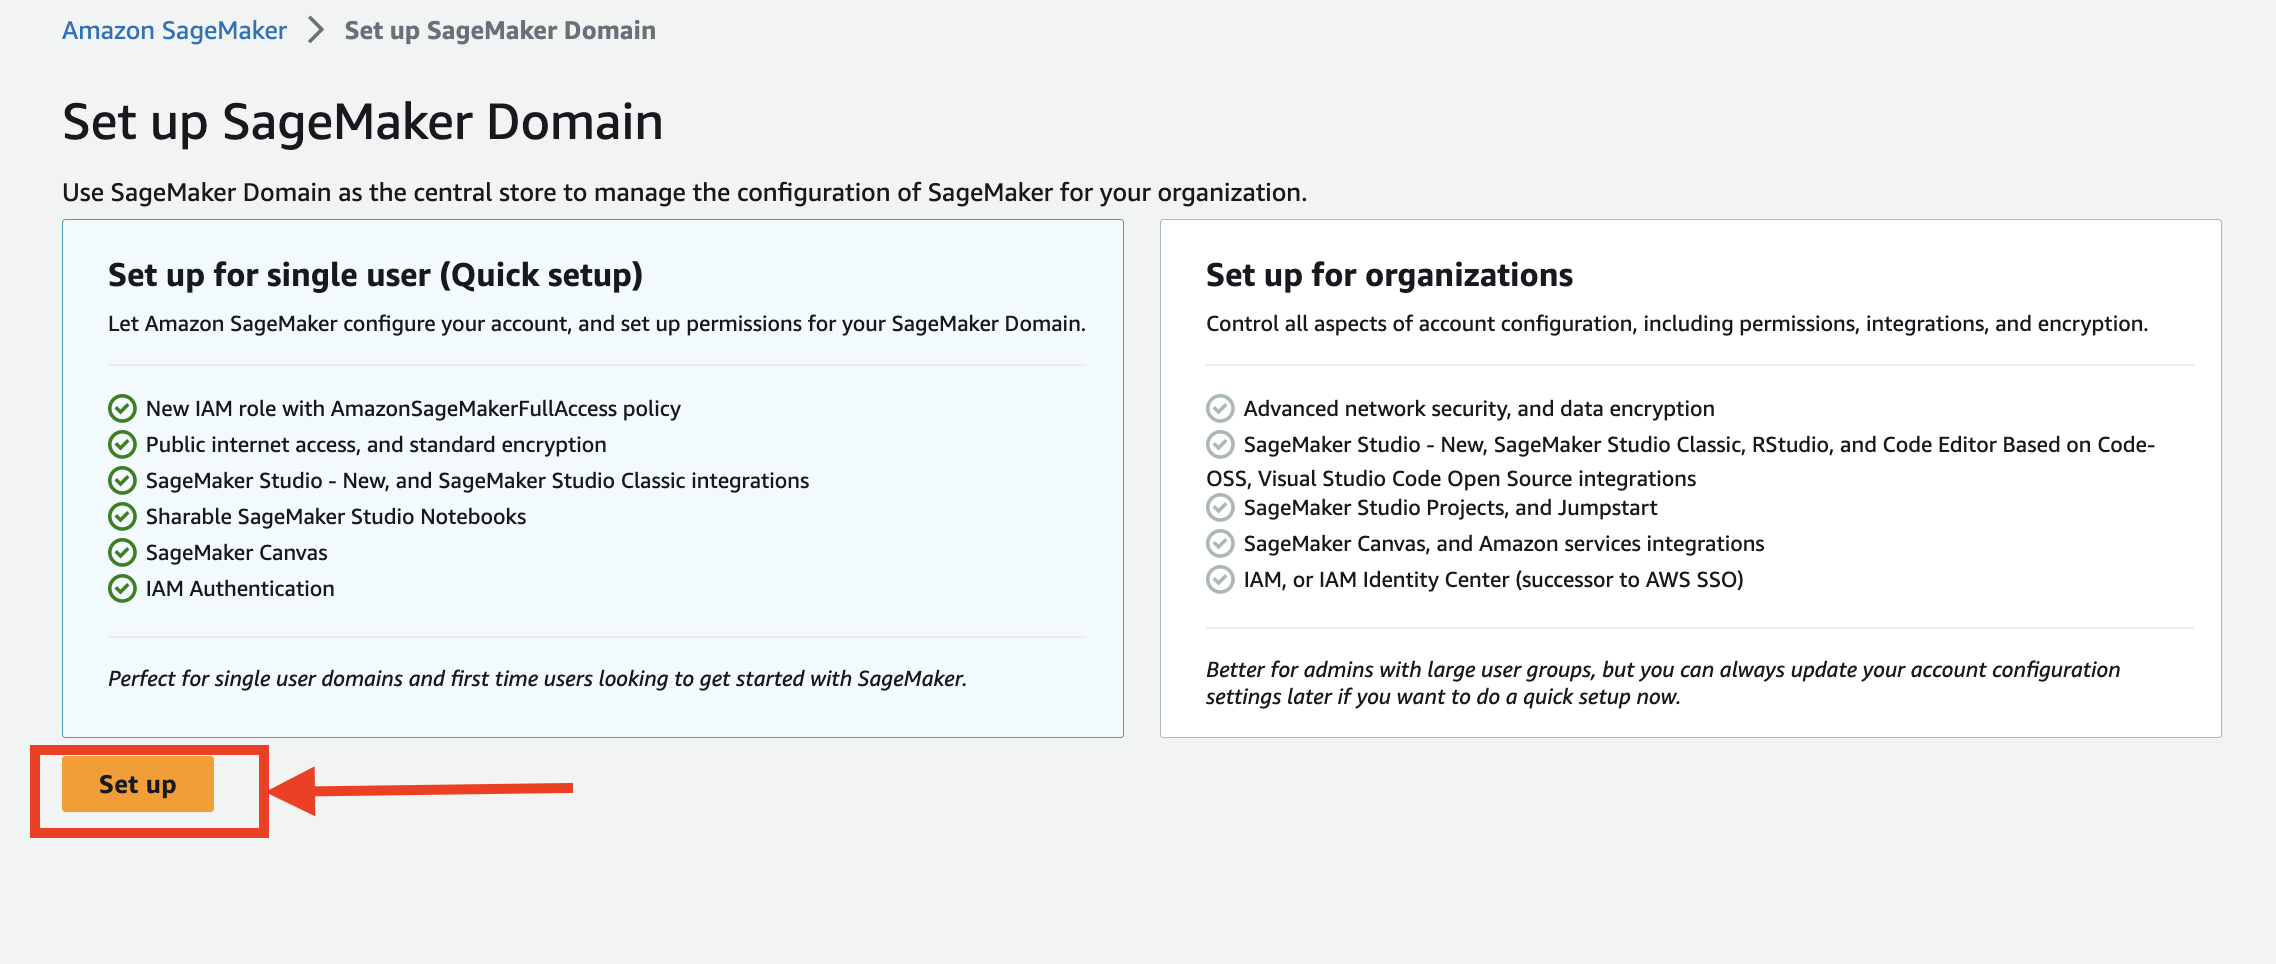 Amazon SageMaker > Set up SageMaker Domain
Set up SageMaker Domain
Use SageMaker Domain as the central store to manage the configuration of SageMaker for your organization.
Set up for single user (Quick setup)
Let Amazon SageMaker configure your account, and set up permissions for your SageMaker Domain.
New IAM role with AmazonSageMakerFullAccess policy
Public internet access, and standard encryption
SageMaker Studio - New, and SageMaker Studio Classic integrations
Sharable SageMaker Studio Notebooks
SageMaker Canvas
IAM Authentication
Perfect for single user domains and first time users looking to get started with SageMaker.
Set up for organizations
Control all aspects of account configuration, including permissions, integrations, and encryption.
Advanced network security, and data encryption
SageMaker Studio - New, SageMaker Studio Classic, RStudio, and Code Editor Based on Code-
OSS, Visual Studio Code Open Source integrations
SageMaker Studio Projects, and Jumpstart
SageMaker Canvas, and Amazon services integrations
IAM, or IAM Identity Center (successor to AWS SSO)
Better for admins with large user groups, but you can always update your account configuration
settings later if you want to do a quick setup now.
Set up